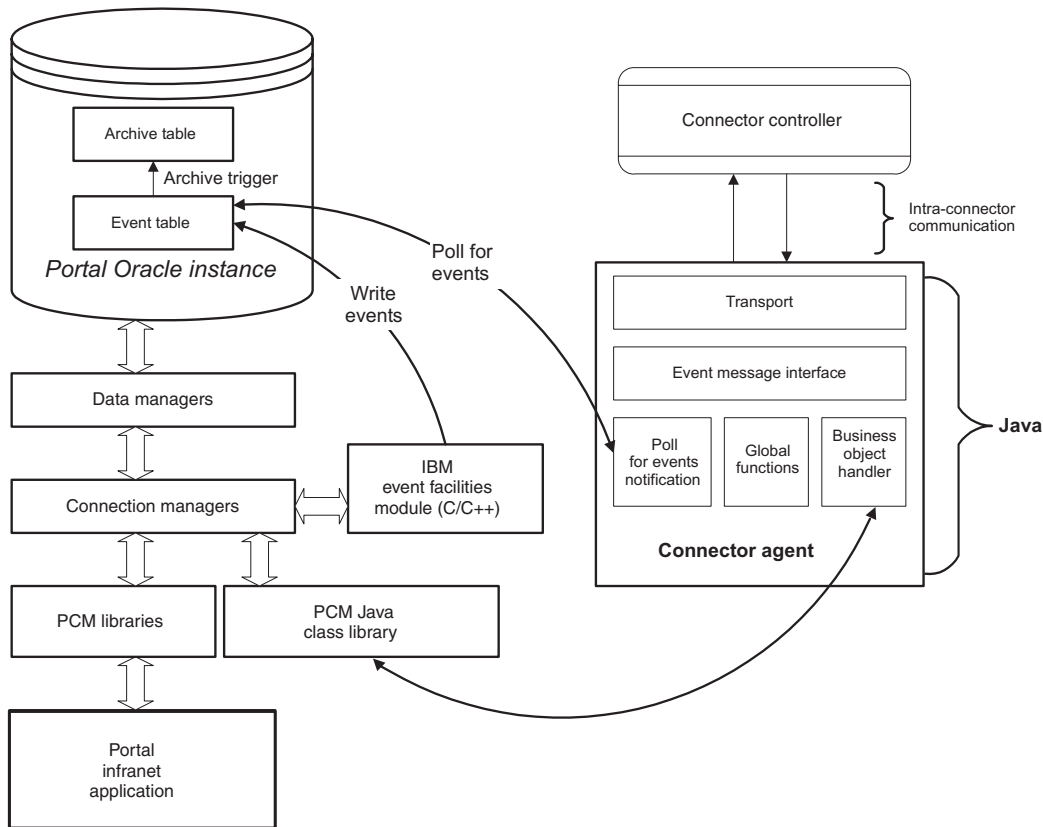 Archive table
Archive trigger
Event table
Portal Oracle instance
Poll for
events
Write
events
Data managers
Connection managers
IBM
event facilities
module (C/C++)
PCM libraries
PCM Java
class library
Portal
infranet
application
Connector controller
Intra-connector
communication
Transport
Event message interface
Poll
for events
notification
Global
functions
Business
object
handler
Connector agent
Java